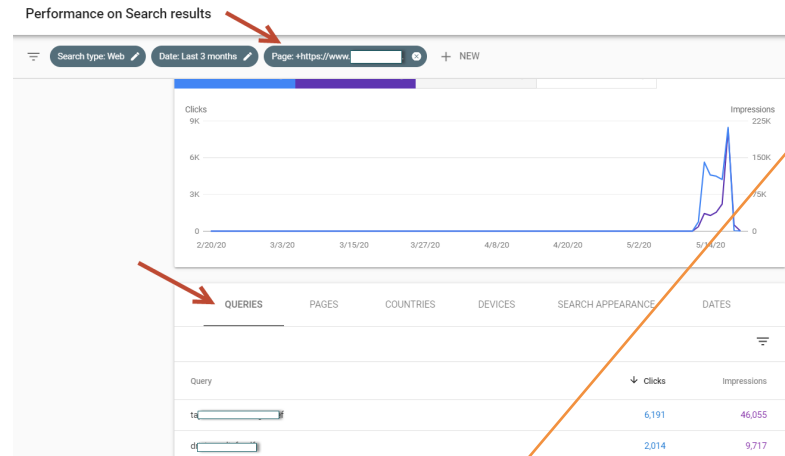 Performance on Search results
Search type: Web
Date: Last 3 months
Page: +https://www.
+ NEW
Clicks
Impressions
9K
225K
6K
150K
3K
75K
0
0
2/20/20 3/3/20 3/15/20 3/27/20 4/8/20 4/20/20 5/2/20 5/14/20
QUERIES PAGES COUNTRIES DEVICES SEARCH APPEARANCE DATES
Query Clicks Impressions
6,191 46,055
2,014 9,717